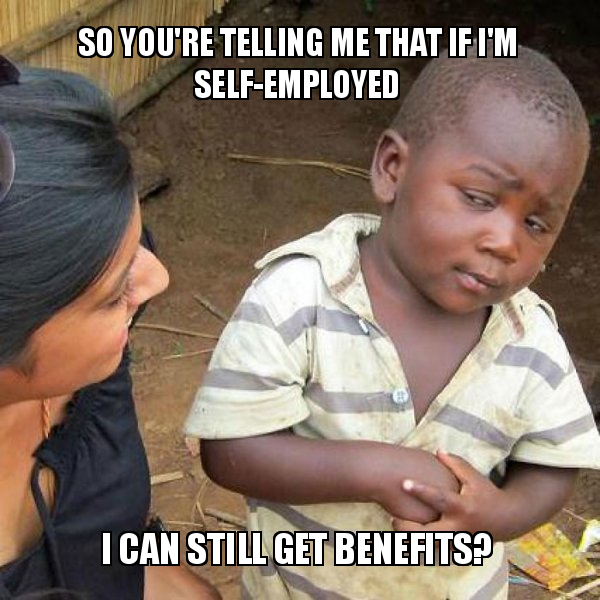 SO YOU'RE TELLING ME THAT IF I'M
SELF-EMPLOYED
I CAN STILL GET BENEFITS?